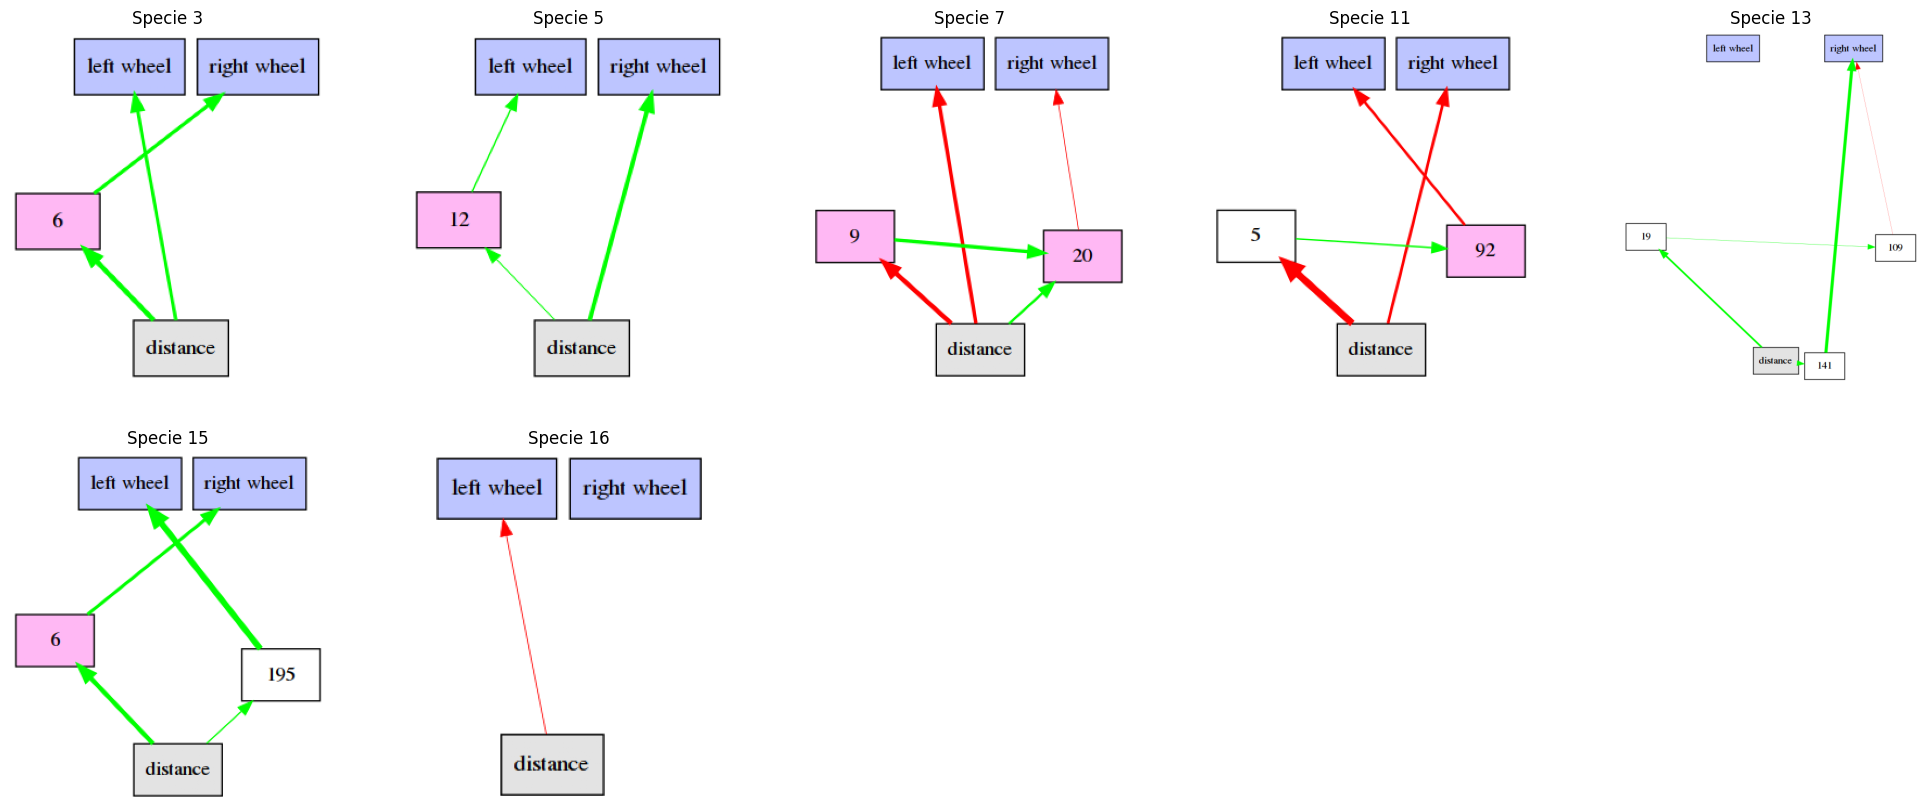 Specie 3
left wheel
right wheel
6
distance
Specie 5
left wheel
right wheel
12
distance
Specie 7
left wheel
right wheel
9
20
distance
Specie 11
left wheel
right wheel
5
92
distance
Specie 13
left wheel
right wheel
19
109
distance
141
Specie 15
left wheel
right wheel
6
195
distance
Specie 16
left wheel
right wheel
distance